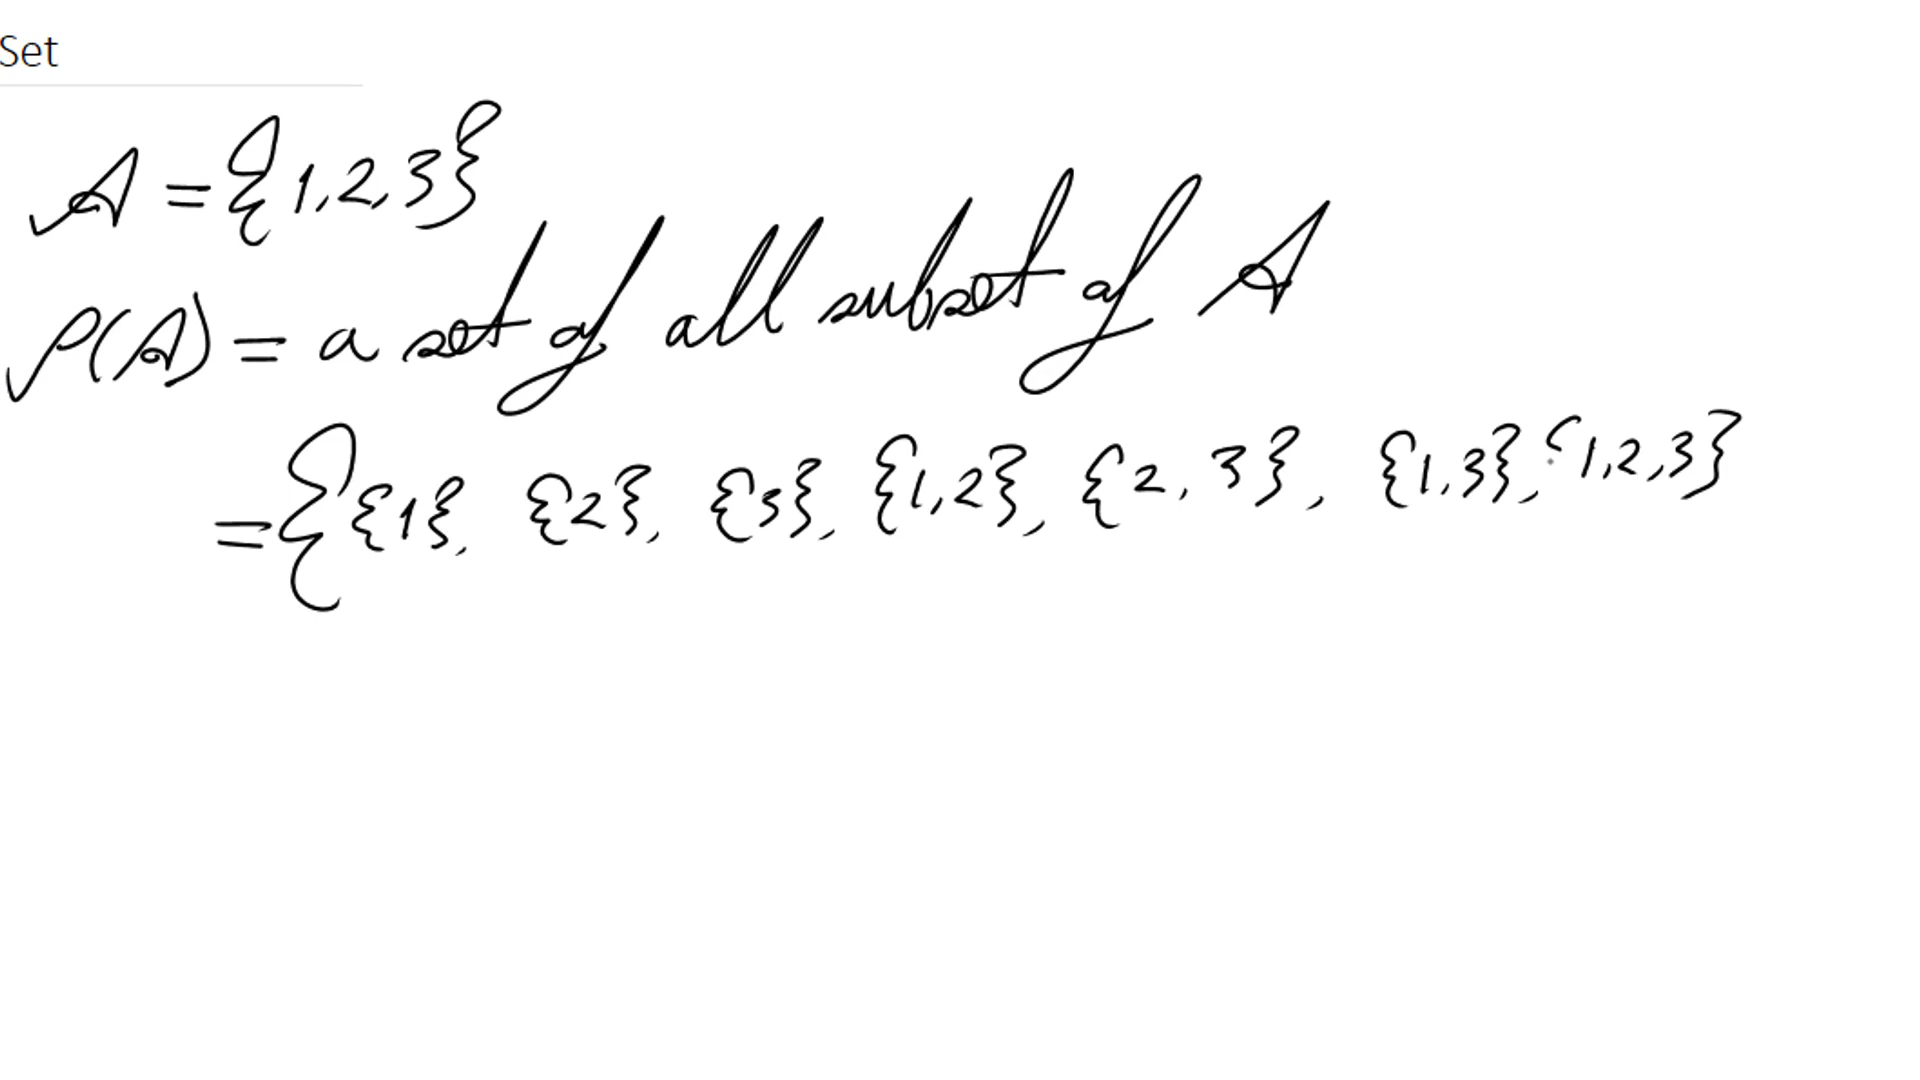 Set
A = {1,2,3}
P(A) = a set of all subset of A
= { {1}, {2}, {3}, {1,2}, {2,3}, {1,3}, {1,2,3}